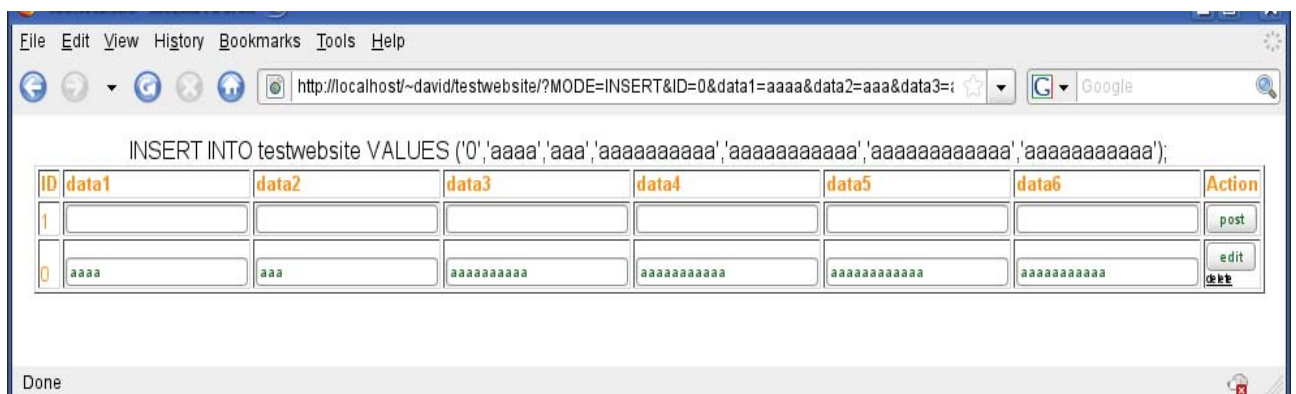 File Edit View History Bookmarks Tools Help
http://localhost/~david/testwebsite/?MODE=INSERT&ID=0&data1=aaaa&data2=aaa&data3=a
G Google
INSERT INTO testwebsite VALUES ('0','aaaa','aaa','aaaaaaaaaa','aaaaaaaaaaa','aaaaaaaaaaaa','aaaaaaaaaaa');
ID data1 data2 data3 data4 data5 data6 Action
1 post
0 aaaa aaa aaaaaaaaaa aaaaaaaaaaa aaaaaaaaaaaa aaaaaaaaaaa edit
delete
Done